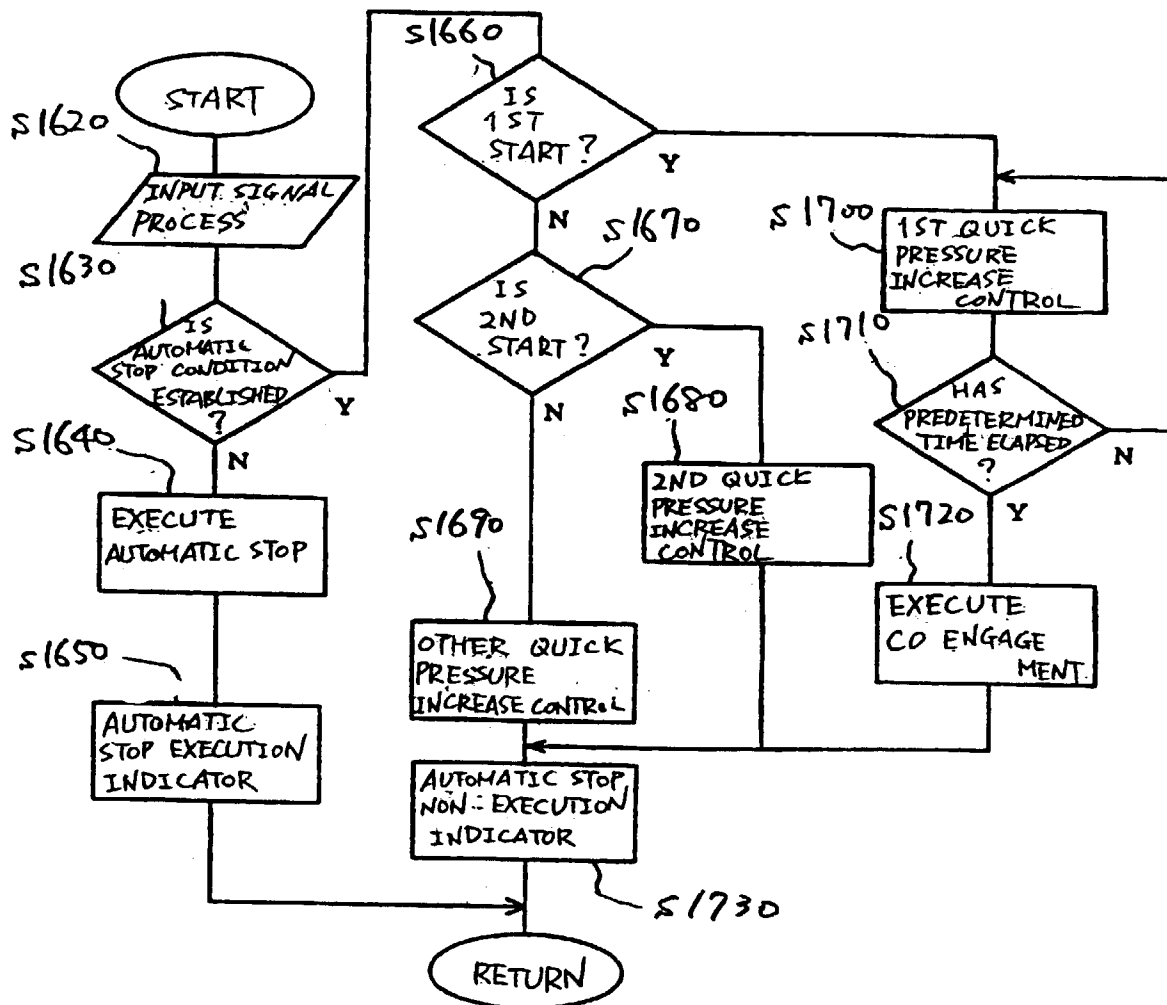 START
S1620
INPUT SIGNAL
PROCESS
S1630
IS
AUTOMATIC
STOP CONDITION
ESTABLISHED
?
Y
N
S1640
EXECUTE
AUTOMATIC STOP
S1650
AUTOMATIC
STOP EXECUTION
INDICATOR
S1660
IS
1ST
START?
Y
N
S1670
IS
2ND
START?
Y
N
S1680
2ND QUICK
PRESSURE
INCREASE
CONTROL
S1690
OTHER QUICK
PRESSURE
INCREASE CONTROL
S1700
1ST QUICK
PRESSURE
INCREASE
CONTROL
S1710
HAS
PREDETERMINED
TIME ELAPSED
?
N
Y
S1720
EXECUTE
CO ENGAGE
MENT
AUTOMATIC STOP
NON-EXECUTION
INDICATOR
S1730
RETURN